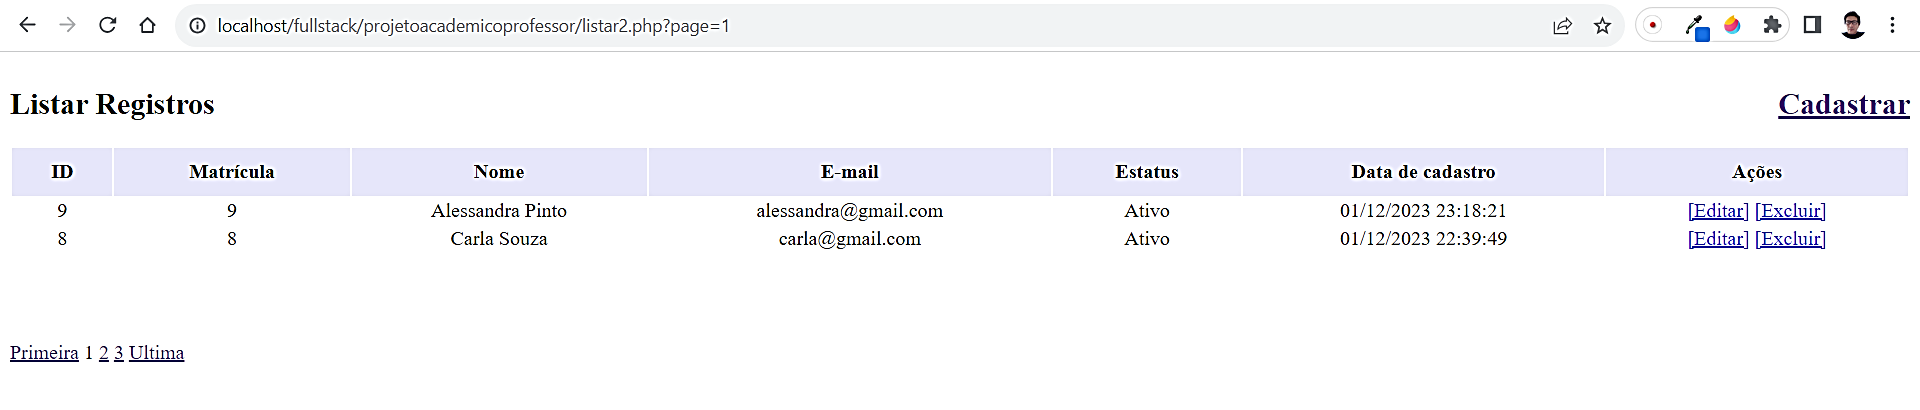 localhost/fullstack/projetoacademicoprofessor/listar2.php?page=1
Listar Registros Cadastrar
ID Matrícula Nome E-mail Estatus Data de cadastro Ações
9 9 Alessandra Pinto alessandra@gmail.com Ativo 01/12/2023 23:18:21 [Editar] [Excluir]
8 8 Carla Souza carla@gmail.com Ativo 01/12/2023 22:39:49 [Editar] [Excluir]
Primeira 1 2 3 Ultima